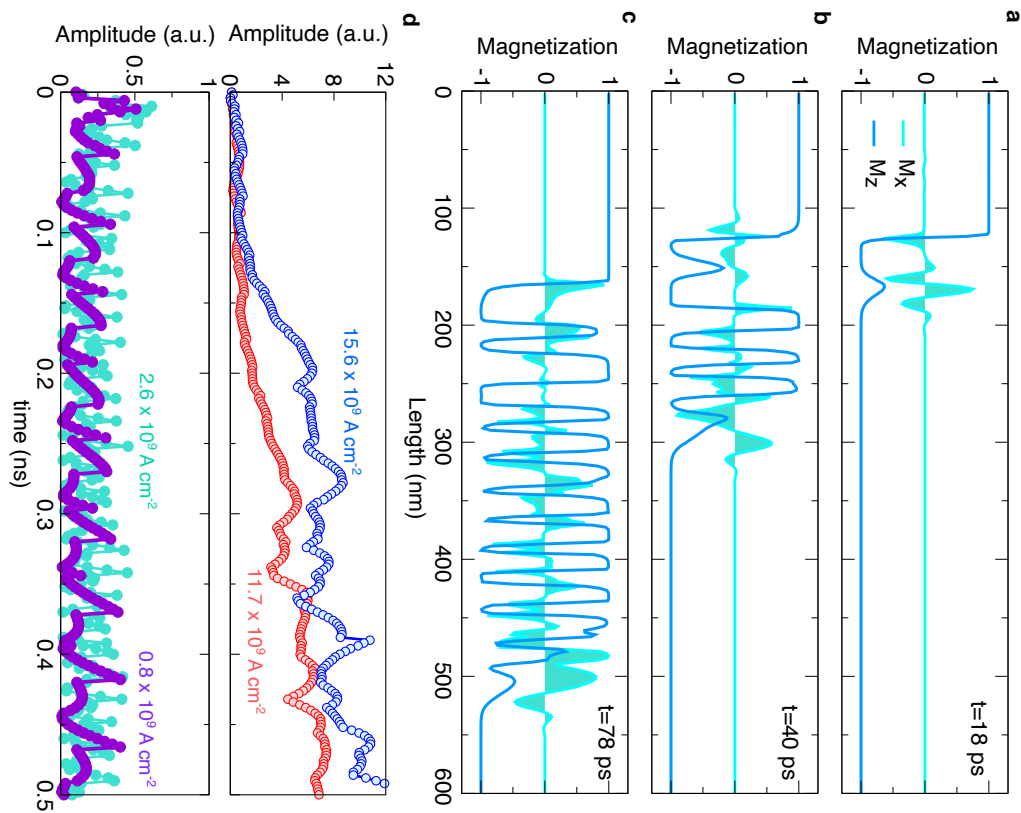 a
Magnetization
1
0
-1
t=18 ps
Mx
Mz
b
Magnetization
1
0
-1
t=40 ps
c
Magnetization
1
0
-1
t=78 ps
0
100
200
300
400
500
600
Length (nm)
d
Amplitude (a.u.)
12
8
4
0
15.6 x 10⁹ A cm⁻²
11.7 x 10⁹ A cm⁻²
Amplitude (a.u.)
1
0.5
0
2.6 x 10⁹ A cm⁻²
0.8 x 10⁹ A cm⁻²
0
0.1
0.2
0.3
0.4
0.5
time (ns)